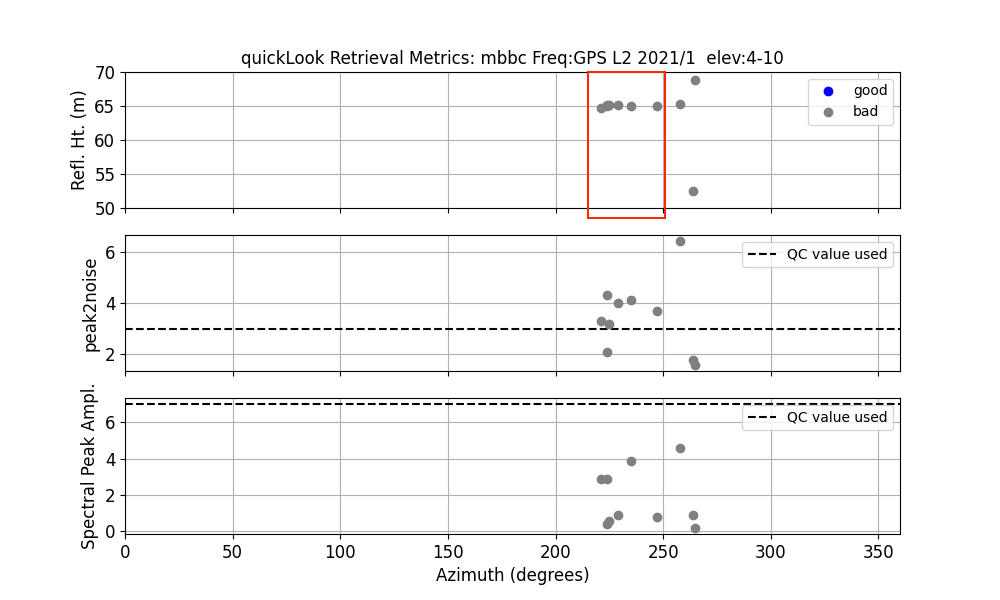 quickLook Retrieval Metrics: mbbc Freq:GPS L2 2021/1  elev:4-10
Refl. Ht. (m)
70
65
60
55
50
good
bad
peak2noise
6
4
2
QC value used
Spectral Peak Ampl.
6
4
2
0
QC value used
0 50 100 150 200 250 300 350
Azimuth (degrees)